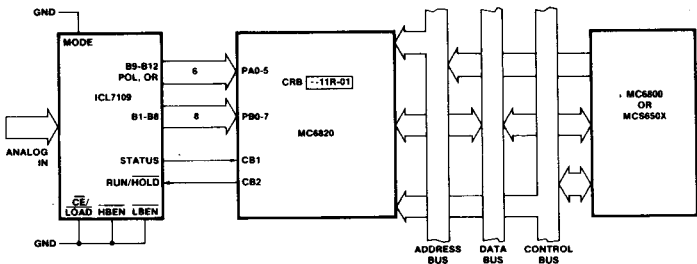 GND
MODE
B9-B12
POL, OR
6
PA0-5
CRB --11R-01
ICL7109
B1-B8
8
PB0-7
MC6820
MC6800
OR
MCS650X
ANALOG
IN
STATUS
CB1
RUN/HOLD
CB2
CE/
LOAD HBEN LBEN
GND
ADDRESS
BUS
DATA
BUS
CONTROL
BUS